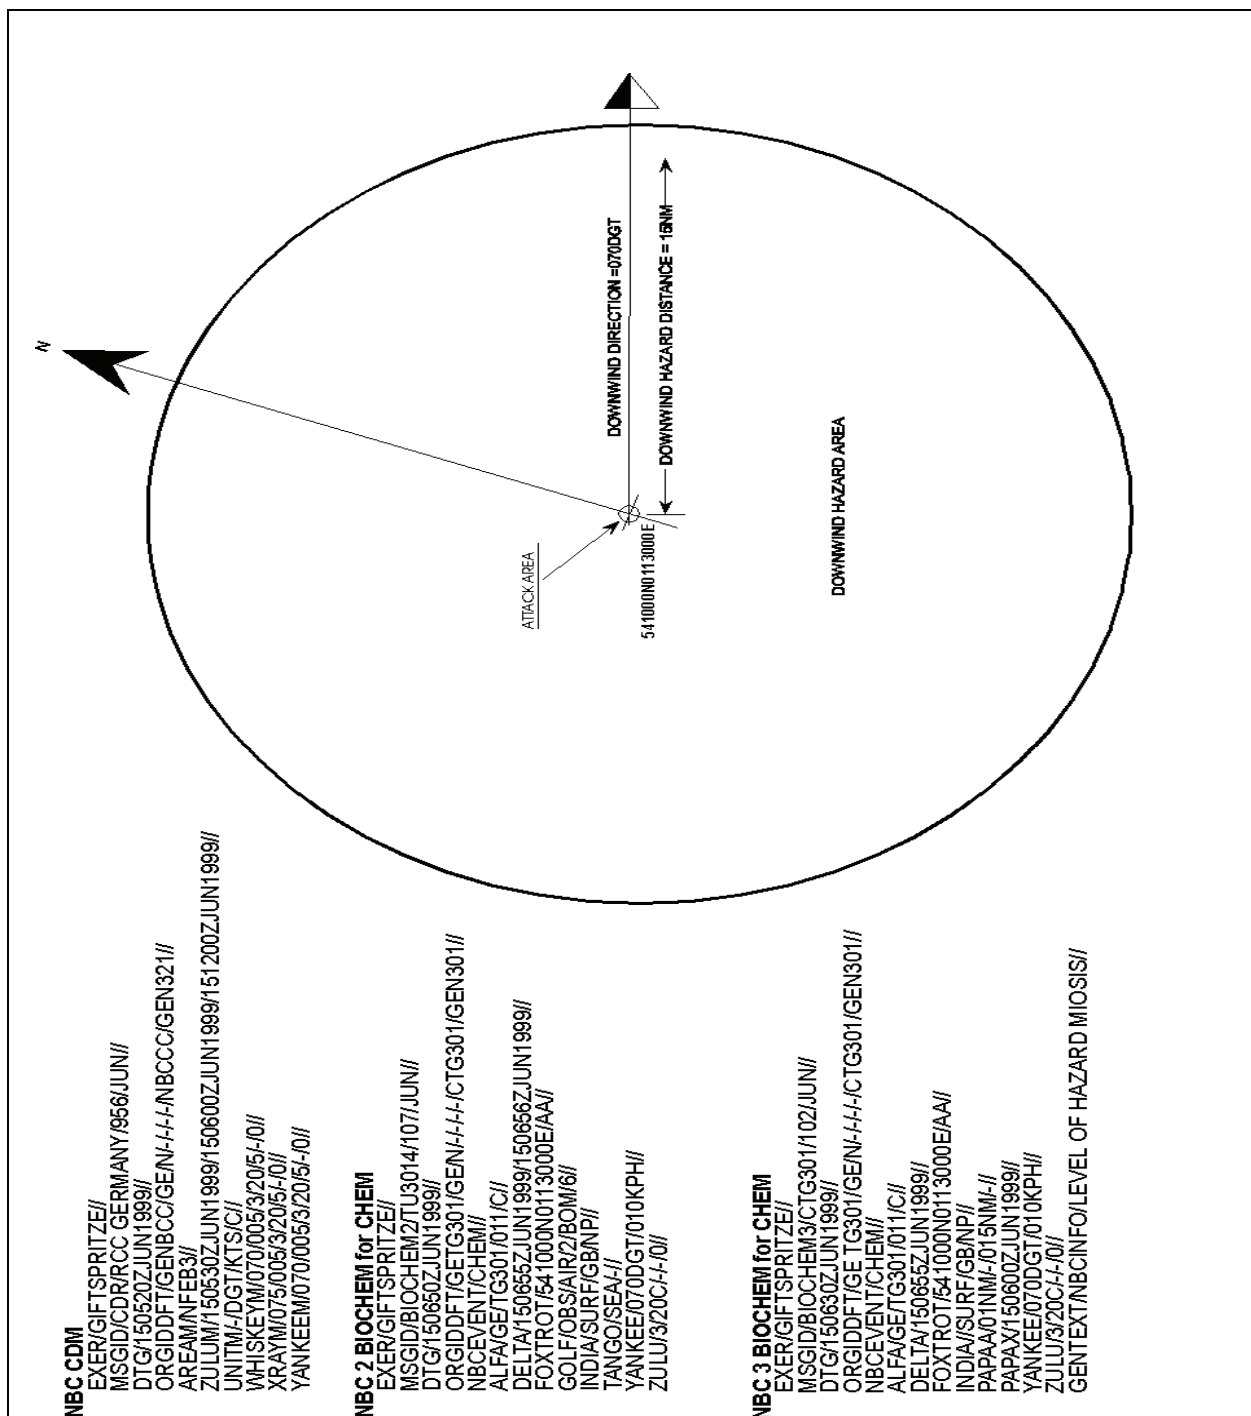 NBC CDM
EXER/GIFTSPRITZE//
MSGID/CDR/RCC GERMANY/956/JUN//
DTG/150520ZJUN1999//
ORGIDDFT/GENBCC/GE/N/-/-/-/-/NBCCC/GEN321//
AREAM/NFEB3//
ZULUM/150530ZJUN1999/150600ZJUN1999/151200ZJUN1999//
UNITM/-/DGT/KTS/C//
WHISKEYM/070/005/3/20/5/-/0//
XRAYM/075/005/3/20/5/-/0//
YANKEEM/070/005/3/20/5/-/0//
NBC 2 BIOCHEM for CHEM
EXER/GIFTSPRITZE//
MSGID/BIOCHEM2/TU3014/107/JUN//
DTG/150650ZJUN1999//
ORGIDDFT/GETG301/GE/N/-/-/-/-/CTG301/GEN301//
NBCEVENT/CHEM//
ALFA/GE/TG301/011/C//
DELTA/150655ZJUN1999/150656ZJUN1999//
FOXTROT/541000N0113000E/AA//
GOLF/OBS/AIR/2/BOM/6//
INDIA/SURF/GB/NP//
TANGO/SEA/-//
YANKEE/070DGT/010KPH//
ZULU/3/20C/-/-/0//
NBC 3 BIOCHEM for CHEM
EXER/GIFTSPRITZE//
MSGID/BIOCHEM3/CTG301/102/JUN//
DTG/150630ZJUN1999//
ORGIDDFT/GE TG301/GE/N/-/-/-/-/CTG301/GEN301//
NBCEVENT/CHEM//
ALFA/GE/TG301/011/C//
DELTA/150655ZJUN1999//
FOXTROT/541000N0113000E/AA//
INDIA//SURF/GB/NP//
PAPAA/01NM/-/015NM/-//
PAPAX/150600ZJUN1999//
YANKEE/070DGT/010KPH//
ZULU/3/20C/-/-/0//
GENTEXT/NBCINFO/LEVEL OF HAZARD MIOSIS//
N
ATTACK AREA
DOWNWIND DIRECTION =070DGT
541000N0113000E
DOWNWIND HAZARD DISTANCE = 15NM
DOWNWIND HAZARD AREA